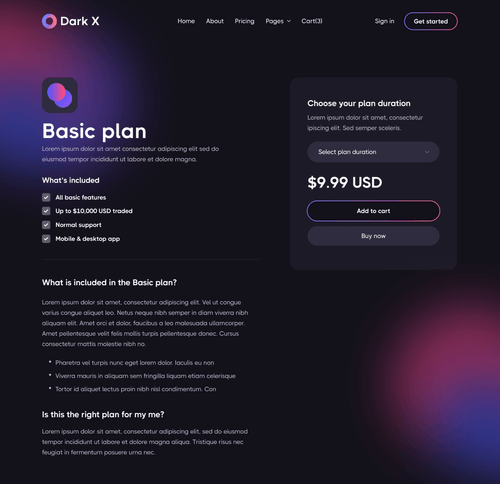 Dark X
Home
About
Pricing
Pages
Cart(3)
Sign in
Get started
Basic plan
Lorem ipsum dolor sit amet, consectetur adipiscing elit sed do
eiusmod tempor incididunt ut labore et dolore magna.
What's included
All basic features
Up to $10,000 USD traded
Normal support
Mobile & desktop app
Choose your plan duration
Lorem ipsum dolor sit amet, consectetur
ipiscing elit. Sed semper sceleris.
Select plan duration
$9.99 USD
Add to cart
Buy now
What is included in the Basic plan?
Lorem ipsum dolor sit amet, consectetur adipiscing elit. Vel ut congue
varius congue aliquet leo. Netus neque nibh semper in diam viverra nibh
aliquam elit. Amet orci et dolor, faucibus a leo malesuada ullamcorper.
Amet pellentesque velit felis mollis turpis pellentesque donec. Cursus
consectetur mattis molestie nibh no.
• Pharetra vel turpis nunc eget lorem dolor. Iaculis eu non
• Viverra mauris in aliquam sem fringilla liquam etiam celerisque
• Tortor id aliquet lectus proin nibh nisl condimentum. Con
Is this the right plan for my me?
Lorem ipsum dolor sit amet, consectetur adipiscing elit, sed do eiusmod
tempor incididunt ut labore et dolore magna aliqua. Tristique risus nec
feugiat in fermentum posuere urna nec.